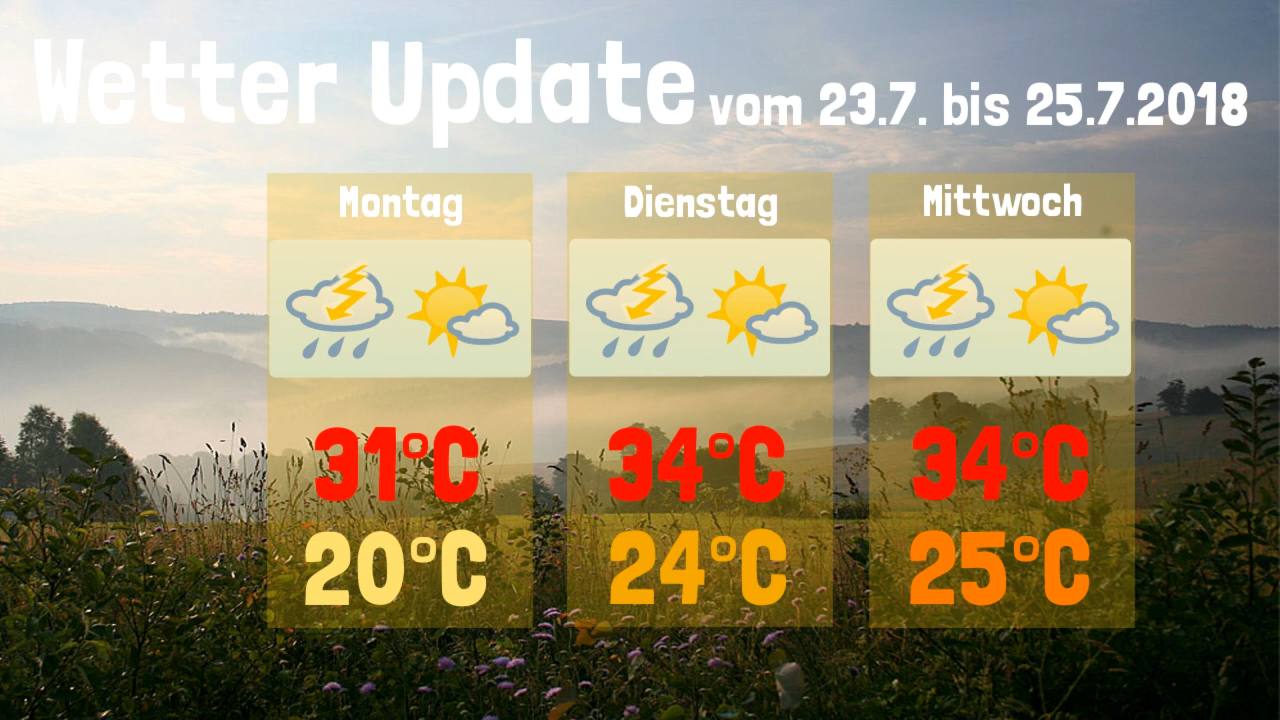 Wetter Update vom 23.7. bis 25.7.2018
Montag Dienstag Mittwoch
31°C 34°C 34°C
20°C 24°C 25°C